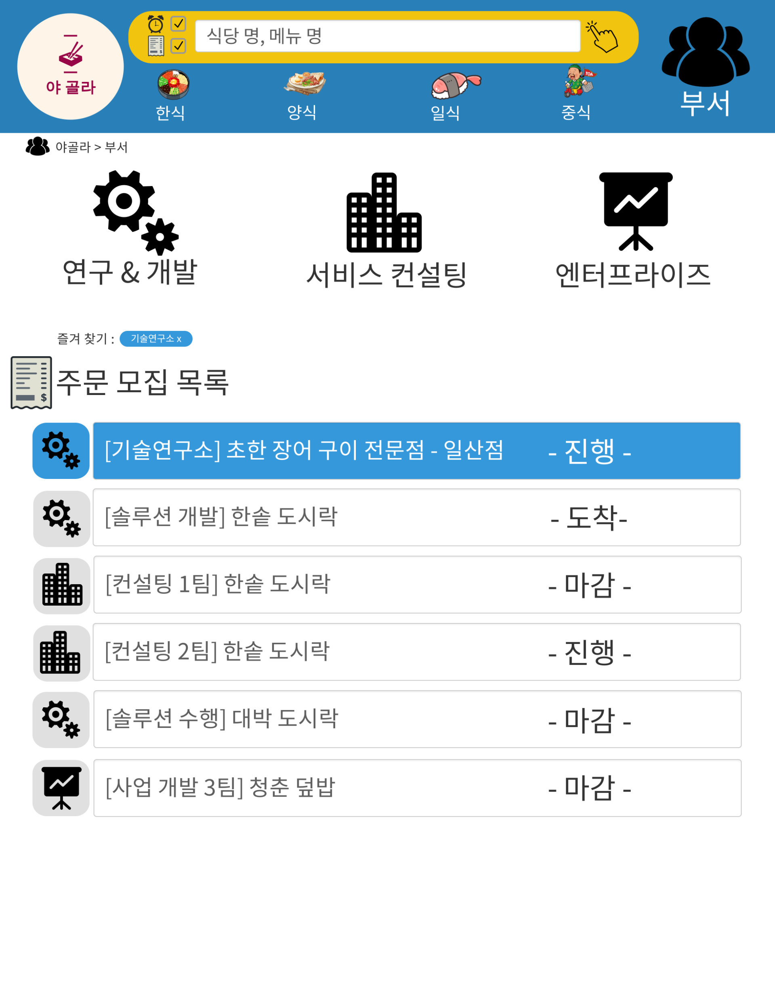 식당 명, 메뉴 명
야 골라
TOA
한식
양식
일식
중식
부서
야골라 > 부서
연구 & 개발
서비스 컨설팅
엔터프라이즈
즐겨 찾기 :
기술연구소 x
$
주문 모집 목록
[기술연구소] 초한 장어 구이 전문점 - 일산점
- 진행 -
[솔루션 개발] 한솥 도시락
- 도착-
[컨설팅 1팀] 한솥 도시락
- 마감 -
[컨설팅 2팀] 한솥 도시락
- 진행 -
[솔루션 수행] 대박 도시락
- 마감 -
[사업 개발 3팀] 청춘 덮밥
- 마감 -